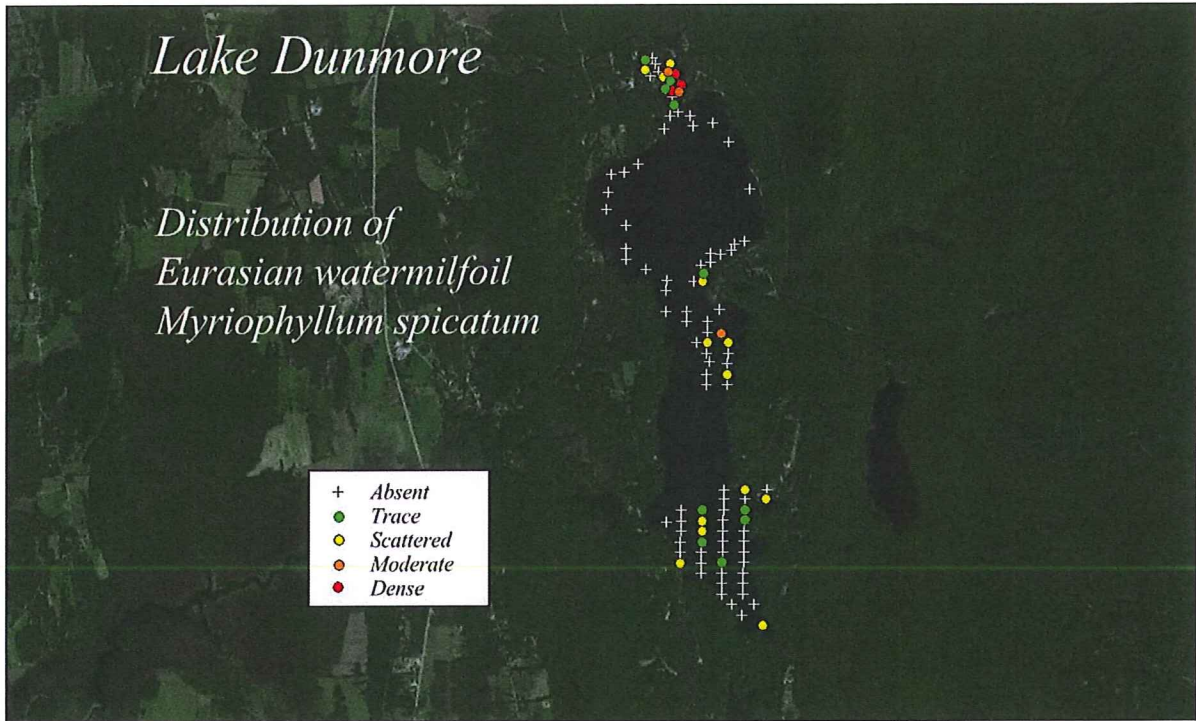 Lake Dunmore
Distribution of
Eurasian watermilfoil
Myriophyllum spicatum
Absent
Trace
Scattered
Moderate
Dense